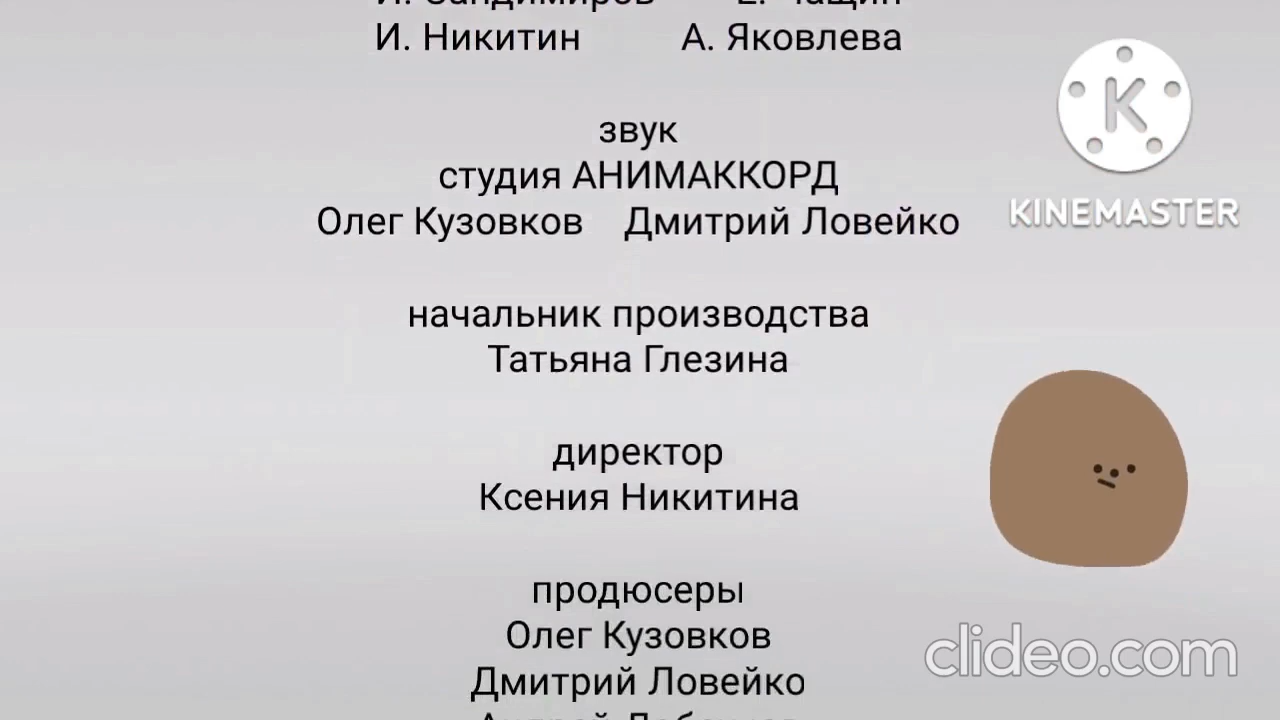 И. Никитин А. Яковлева
звук
студия АНИМАККОРД
Олег Кузовков Дмитрий Ловейко
начальник производства
Татьяна Глезина
директор
Ксения Никитина
продюсеры
Олег Кузовков
Дмитрий Ловейко
K
KINEMASTER
clideo.com